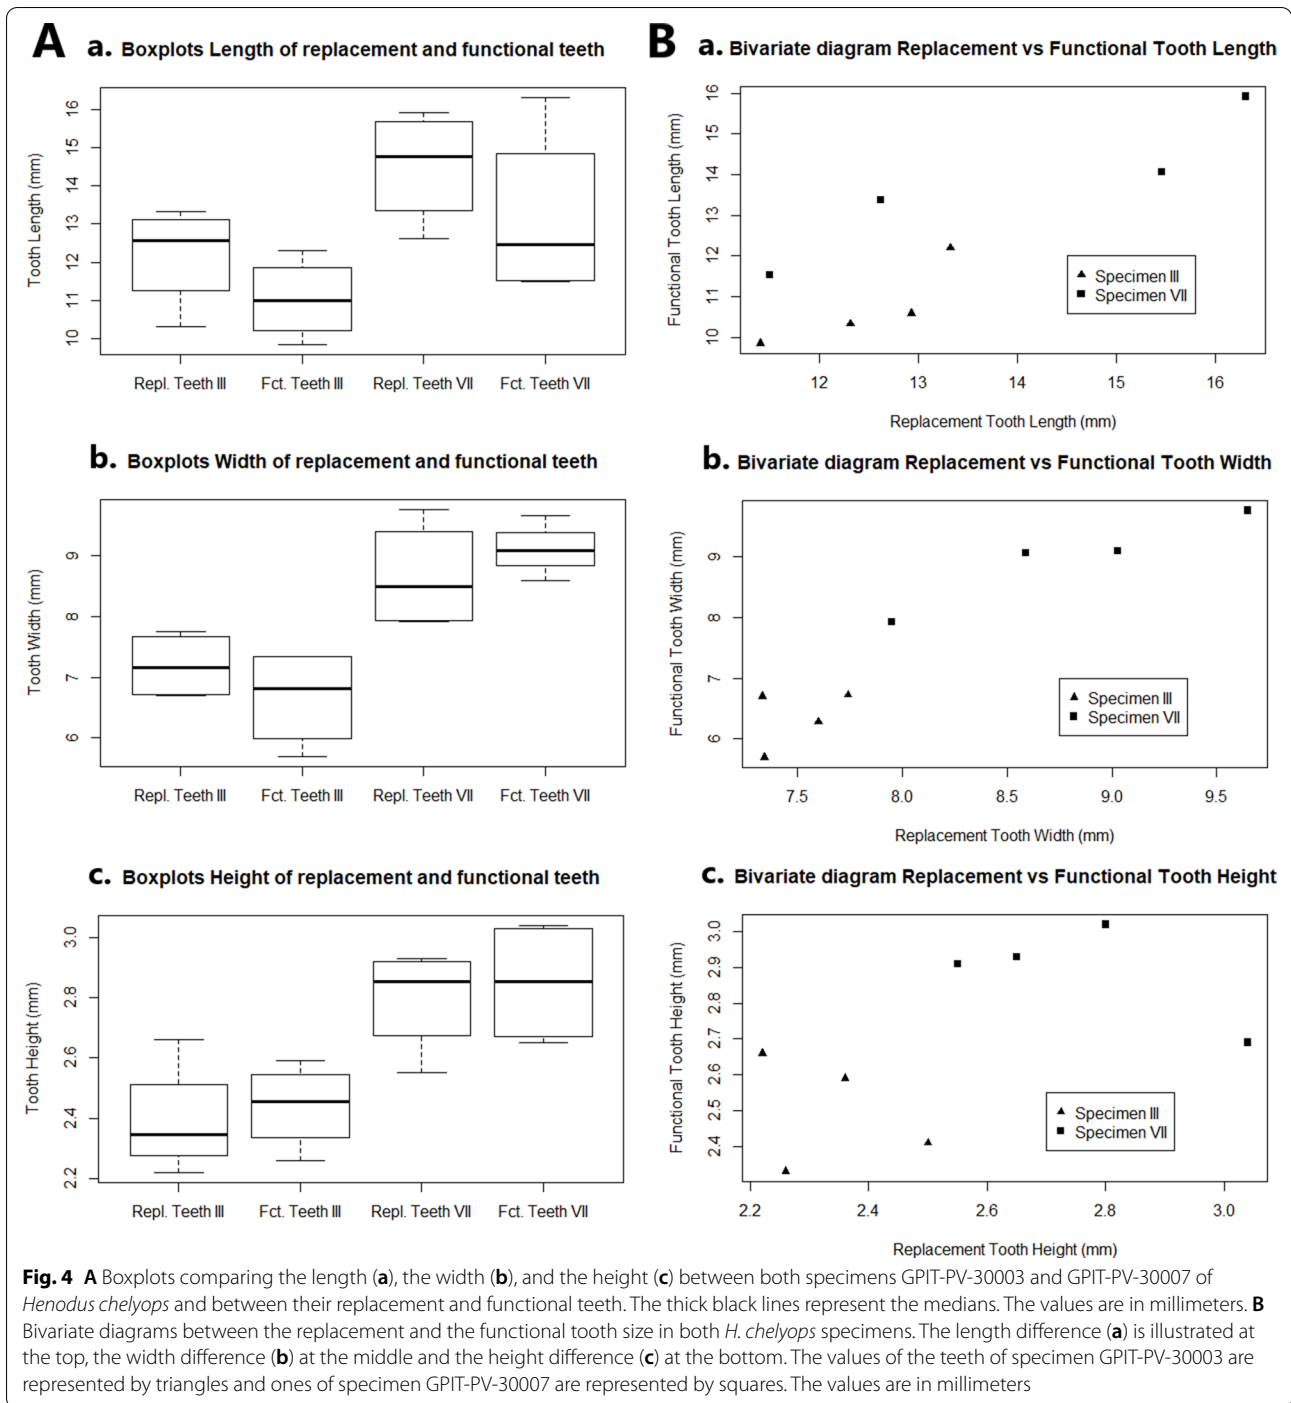 A a. Boxplots Length of replacement and functional teeth
Tooth Length (mm)
16
15
14
13
12
11
10
Repl. Teeth III Fct. Teeth III Repl. Teeth VII Fct. Teeth VII
b. Boxplots Width of replacement and functional teeth
Tooth Width (mm)
9
8
7
6
Repl. Teeth III Fct. Teeth III Repl. Teeth VII Fct. Teeth VII
c. Boxplots Height of replacement and functional teeth
Tooth Height (mm)
3.0
2.8
2.6
2.4
2.2
Repl. Teeth III Fct. Teeth III Repl. Teeth VII Fct. Teeth VII
B a. Bivariate diagram Replacement vs Functional Tooth Length
Functional Tooth Length (mm)
16
15
14
13
12
11
10
Specimen III
Specimen VII
12 13 14 15 16
Replacement Tooth Length (mm)
b. Bivariate diagram Replacement vs Functional Tooth Width
Functional Tooth Width (mm)
9
8
7
6
Specimen III
Specimen VII
7.5 8.0 8.5 9.0 9.5
Replacement Tooth Width (mm)
c. Bivariate diagram Replacement vs Functional Tooth Height
Functional Tooth Height (mm)
3.0
2.9
2.8
2.7
2.6
2.5
2.4
Specimen III
Specimen VII
2.2 2.4 2.6 2.8 3.0
Replacement Tooth Height (mm)
Fig. 4 A Boxplots comparing the length (a), the width (b), and the height (c) between both specimens GPIT-PV-30003 and GPIT-PV-30007 of
Henodus chelyops and between their replacement and functional teeth. The thick black lines represent the medians. The values are in millimeters. B
Bivariate diagrams between the replacement and the functional tooth size in both H. chelyops specimens. The length difference (a) is illustrated at
the top, the width difference (b) at the middle and the height difference (c) at the bottom. The values of the teeth of specimen GPIT-PV-30003 are
represented by triangles and ones of specimen GPIT-PV-30007 are represented by squares. The values are in millimeters